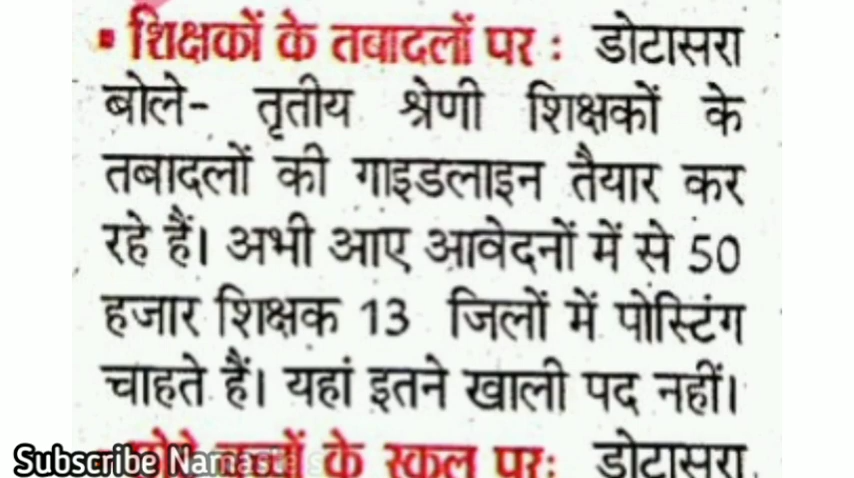 ▪ शिक्षकों के तबादलों पर : डोटासरा
बोले- तृतीय श्रेणी शिक्षकों के
तबादलों की गाइडलाइन तैयार कर
रहे हैं। अभी आए आवेदनों में से 50
हजार शिक्षक 13 जिलों में पोस्टिंग
चाहते हैं। यहां इतने खाली पद नहीं।
के स्कूल पर: डोटासरा
Subscribe Namaste